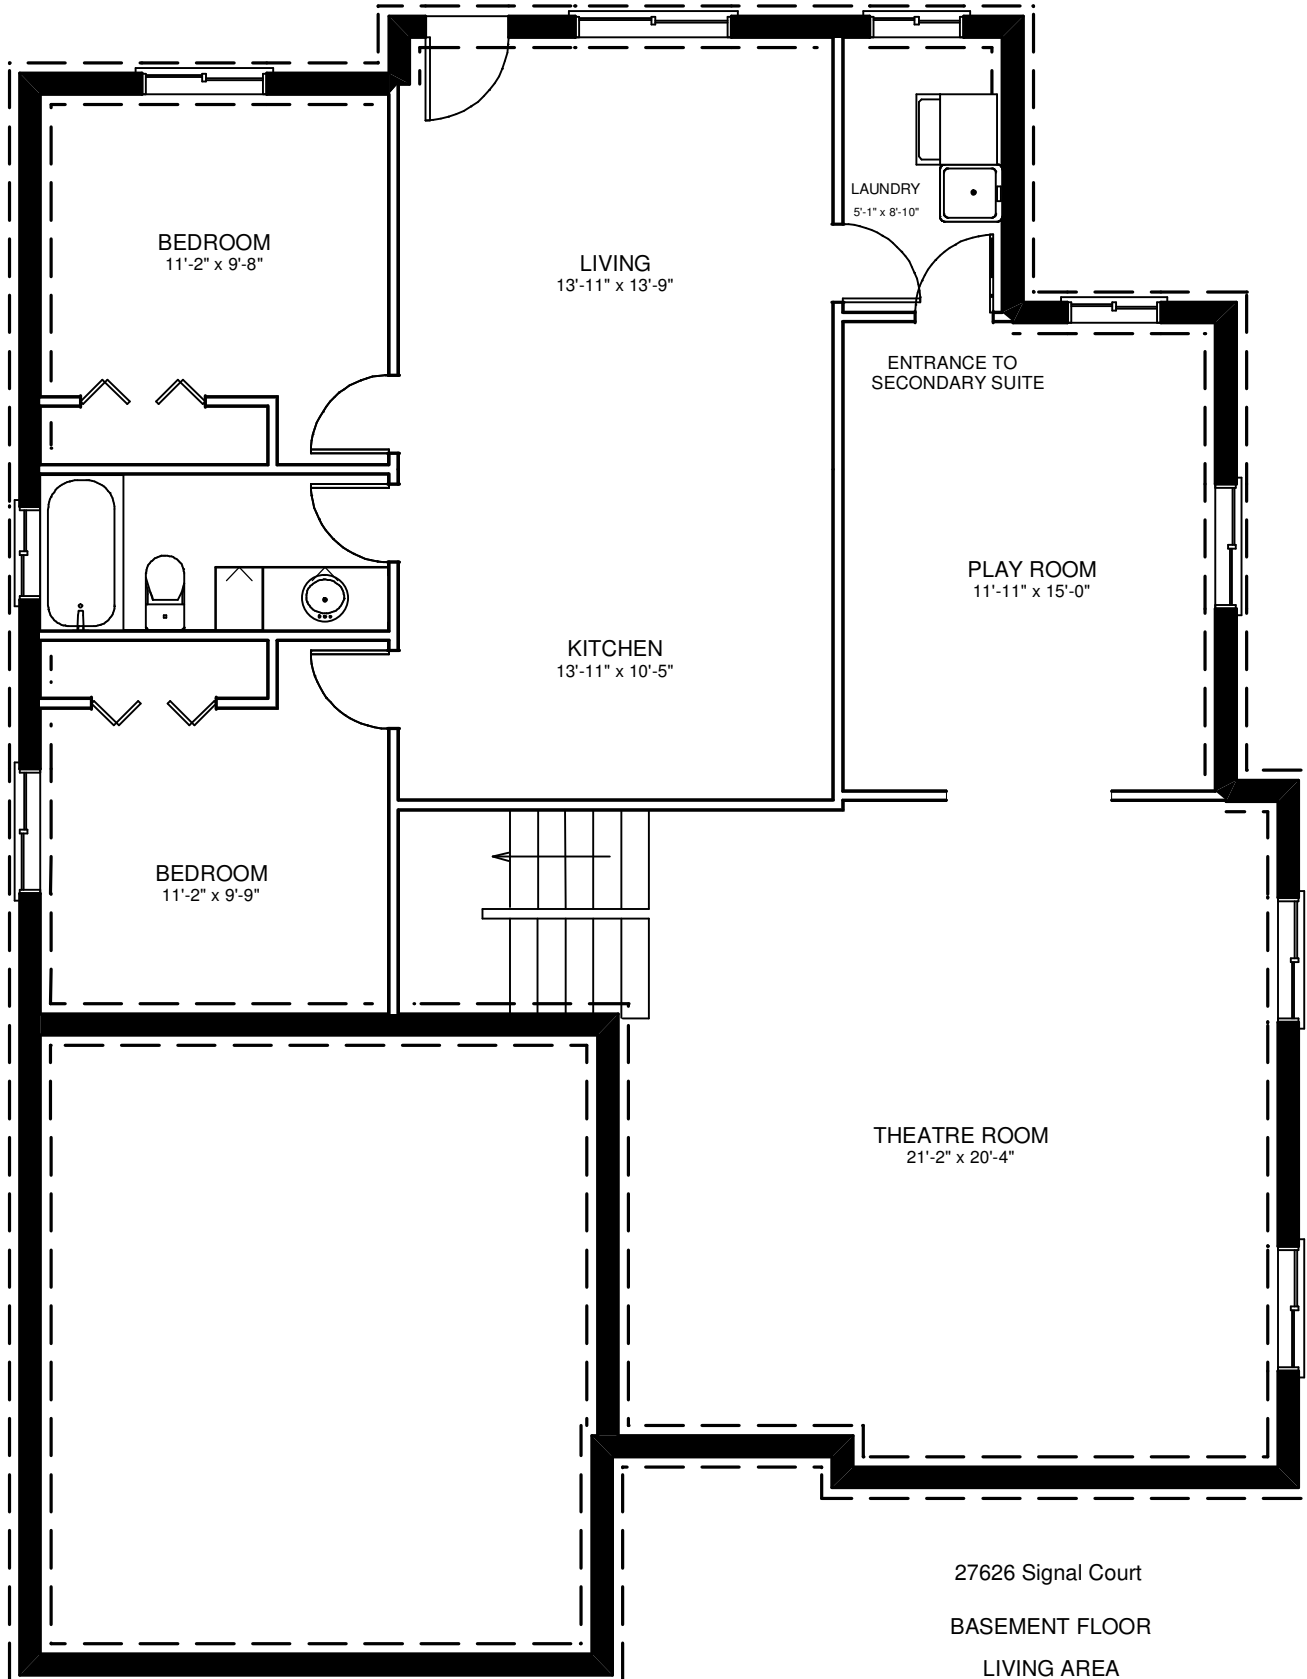 LAUNDRY
5'-1" x 8'-10"
BEDROOM
11'-2" x 9'-8"
LIVING
13'-11" x 13'-9"
ENTRANCE TO
SECONDARY SUITE
PLAY ROOM
11'-11" x 15'-0"
KITCHEN
13'-11" x 10'-5"
BEDROOM
11'-2" x 9'-9"
THEATRE ROOM
21'-2" x 20'-4"
27626 Signal Court
BASEMENT FLOOR
LIVING AREA